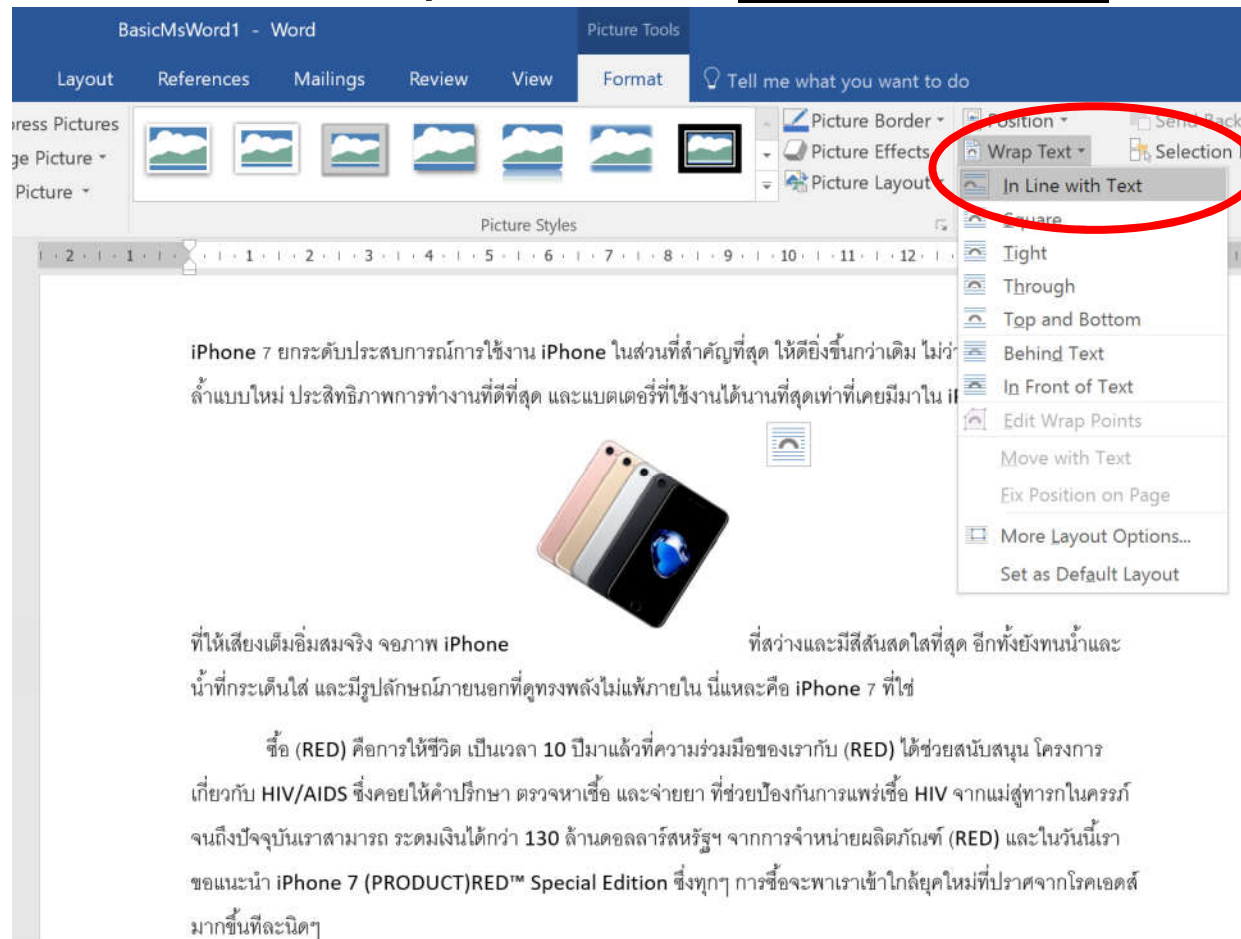 BasicMsWord1 - Word
Picture Tools
Layout References Mailings Review View Format Tell me what you want to do
Pictures
Picture
Picture
Picture Border
Picture Effects
Picture Layout
Picture Styles
Position
Send
Wrap Text
Selection
In Line with Text
Square
Tight
Through
Top and Bottom
Behind Text
In Front of Text
Edit Wrap Points
Move with Text
Fix Position on Page
More Layout Options...
Set as Default Layout
2 1 1 2 3 4 5 6 7 8 9 10 11 12
iPhone 7 ยกระดับประสบการณ์การใช้งาน iPhone ในส่วนที่สำคัญที่สุด ให้ดียิ่งขึ้นกว่าเดิม
ล้ำแบบใหม่ ประสิทธิภาพการทำงานที่ดีที่สุด และแบตเตอรี่ที่ใช้งานได้นานที่สุดเท่าที่เคยมีมาใน
ที่ให้เสียงเต็มอิ่มสมจริง จอภาพ iPhone ที่สว่างและมีสีสันสดใสที่สุด อีกทั้งยังทนน้ำและ
น้ำที่กระเด็นใส่ และมีรูปลักษณ์ภายนอกที่ดูทรงพลังไม่แพ้ภายใน นี่แหละคือ iPhone 7 ที่ใช่
ซื้อ (RED) คือการให้ชีวิต เป็นเวลา 10 ปีมาแล้วที่ความร่วมมือของเรากับ (RED) ได้ช่วยสนับสนุน โครงการ
เกี่ยวกับ HIV/AIDS ซึ่งคอยให้คำปรึกษา ตรวจหาเชื้อ และจ่ายยา ที่ช่วยป้องกันการแพร่เชื้อ HIV จากแม่สู่ทารกในครรภ์
จนถึงปัจจุบันเราสามารถ ระดมเงินได้กว่า 130 ล้านดอลลาร์สหรัฐฯ จากการจำหน่ายผลิตภัณฑ์ (RED) และในวันนี้เรา
ขอแนะนำ iPhone 7 (PRODUCT)RED™ Special Edition ซึ่งทุกๆ การซื้อจะพาเราเข้าใกล้ยุคใหม่ที่ปราศจากโรคเอดส์
มากขึ้นทีละนิดๆ